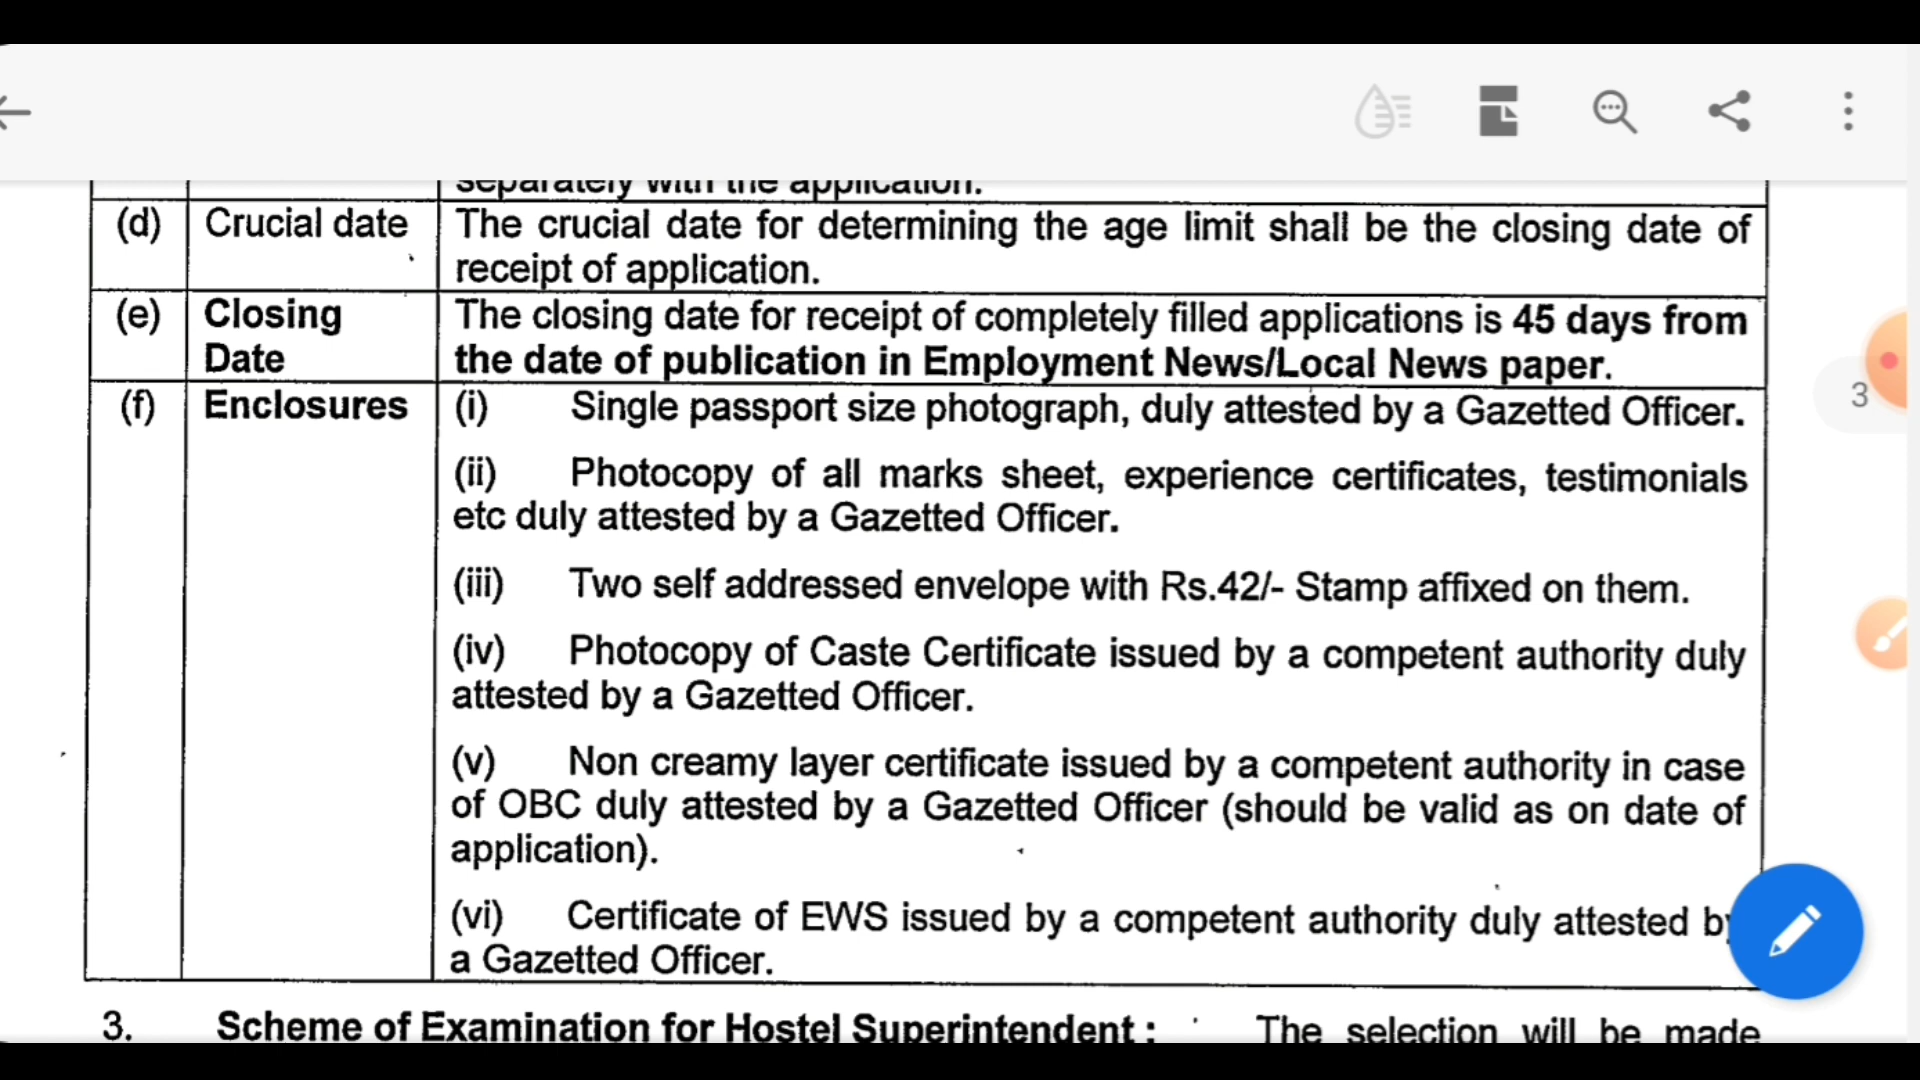 separately with the application.
(d) Crucial date The crucial date for determining the age limit shall be the closing date of
receipt of application.
(e) Closing The closing date for receipt of completely filled applications is 45 days from
Date the date of publication in Employment News/Local News paper.
(f) Enclosures (i) Single passport size photograph, duly attested by a Gazetted Officer.
(ii) Photocopy of all marks sheet, experience certificates, testimonials
etc duly attested by a Gazetted Officer.
(iii) Two self addressed envelope with Rs.42/- Stamp affixed on them.
(iv) Photocopy of Caste Certificate issued by a competent authority duly
attested by a Gazetted Officer.
(v) Non creamy layer certificate issued by a competent authority in case
of OBC duly attested by a Gazetted Officer (should be valid as on date of
application).
(vi) Certificate of EWS issued by a competent authority duly attested by
a Gazetted Officer.
3. Scheme of Examination for Hostel Superintendent : The selection will be made
3